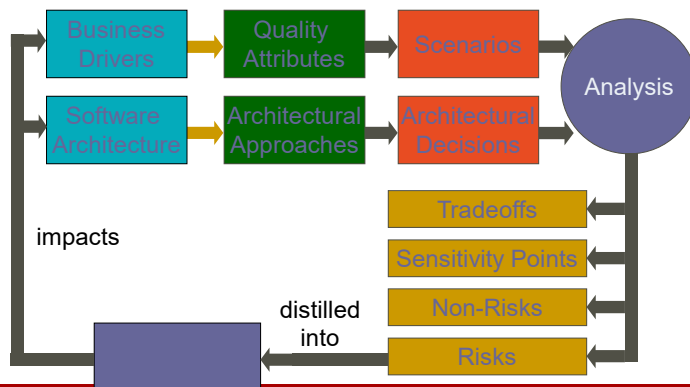 Business
Drivers
Quality
Attributes
Scenarios
Analysis
Software
Architecture
Architectural
Approaches
Architectural
Decisions
impacts
Tradeoffs
Sensitivity Points
Non-Risks
distilled
into
Risks